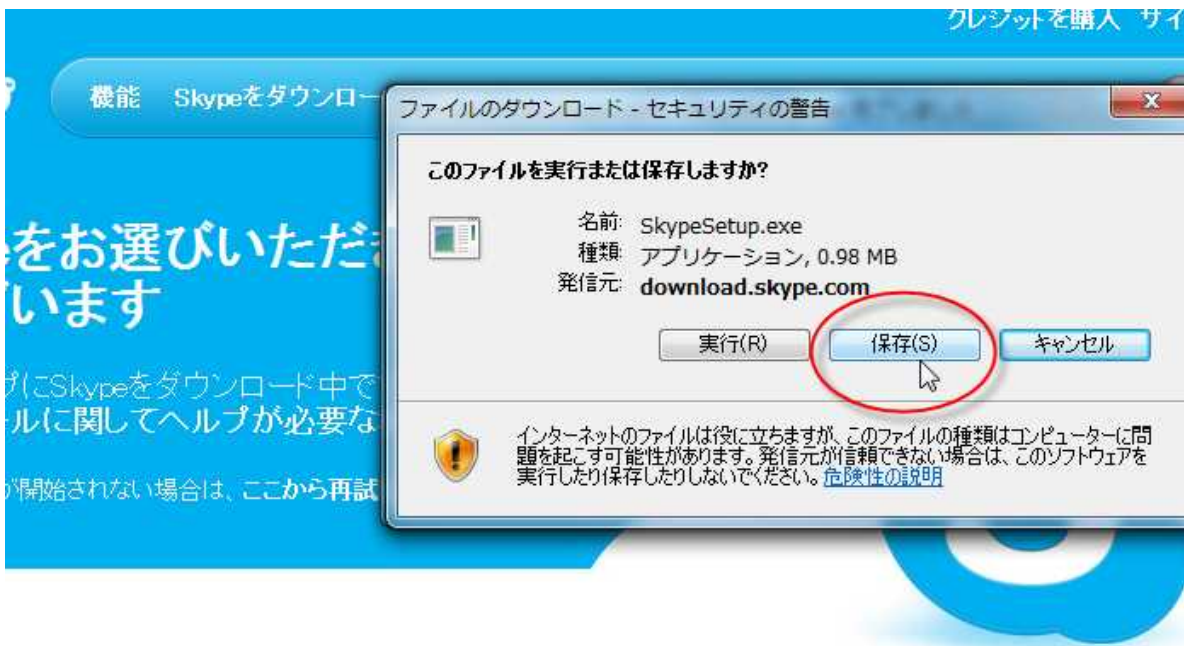 クレジットを購入 サイ
機能 Skypeをダウンロー
ファイルのダウンロード - セキュリティの警告
このファイルを実行または保存しますか?
名前: SkypeSetup.exe
種類: アプリケーション, 0.98 MB
発信元: download.skype.com
実行(R) 保存(S) キャンセル
インターネットのファイルは役に立ちますが、このファイルの種類はコンピューターに問
題を起こす可能性があります。発信元が信頼できない場合は、このソフトウェアを
実行したり保存したりしないでください。危険性の説明
をお選びいただき
います
プにSkypeをダウンロード中で
ールに関してヘルプが必要な
が開始されない場合は、ここから再試